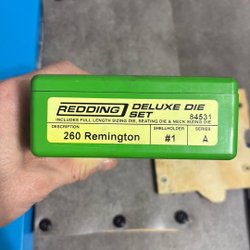 REDDING DELUXE DIE
SET 84531
INCLUDES FULL LENGTH SIZING DIE, SEATING DIE & NECK SIZING DIE
DESCRIPTION SHELLHOLDER SERIES
260 Remington #1 A